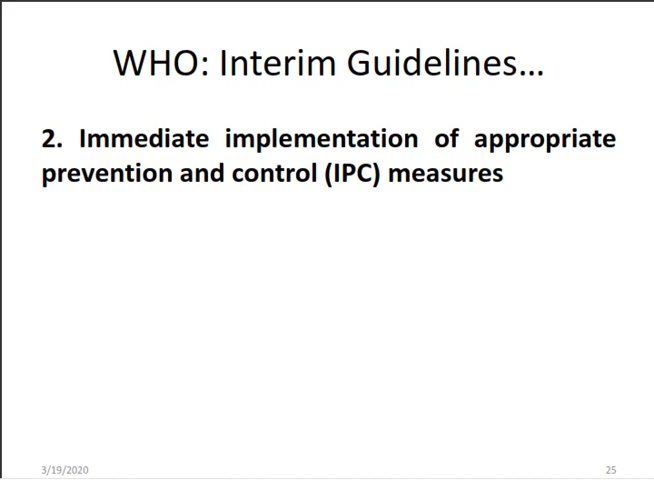 WHO: Interim Guidelines...
2. Immediate implementation of appropriate
prevention and control (IPC) measures
3/19/2020
25